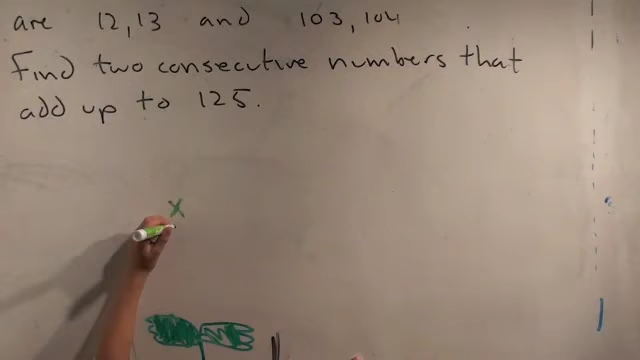 are 12,13 and 103,104
Find two consecutive numbers that
add up to 125.
x